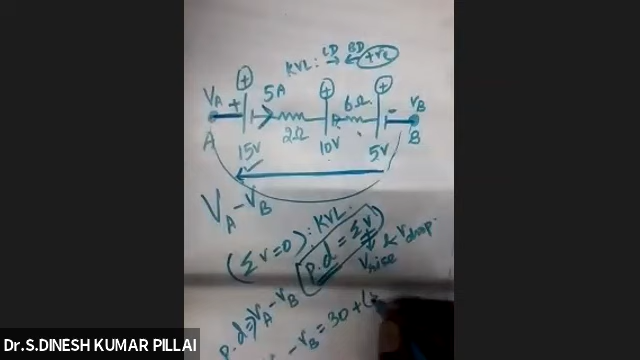 KVL: LD BD +ve
+ + +
VA + 5A 6Ω - VB
A 2Ω B
15V 10V 5V
VA - VB
(Σv=0): KVL:
p.d = Σv & Vdrop.
Vrise
p.d ⇒ VA - VB
- VB = 30 + (
Dr.S.DINESH KUMAR PILLAI